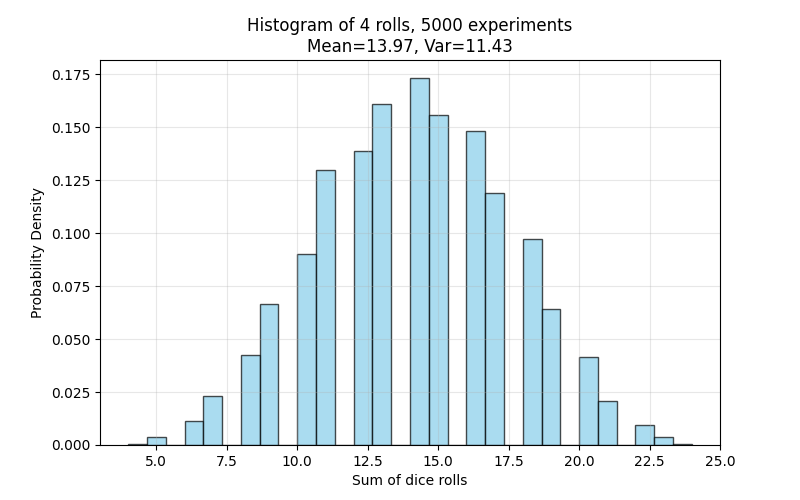 Histogram of 4 rolls, 5000 experiments
Mean=13.97, Var=11.43
0.175
0.150
0.125
0.100
0.075
0.050
0.025
0.000
Probability Density
5.0 7.5 10.0 12.5 15.0 17.5 20.0 22.5 25.0
Sum of dice rolls